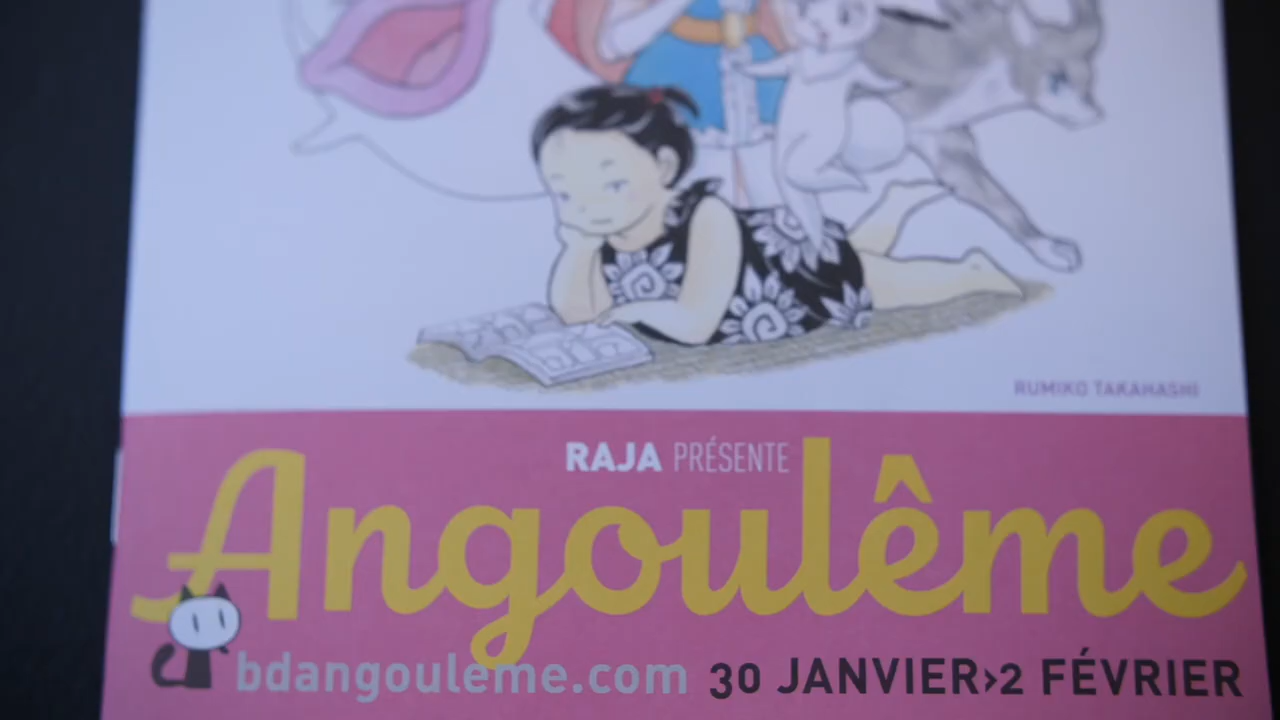 RUMIKO TAKAHASHI
RAJA PRÉSENTE
Angoulême
bdangouleme.com 30 JANVIER>2 FÉVRIER